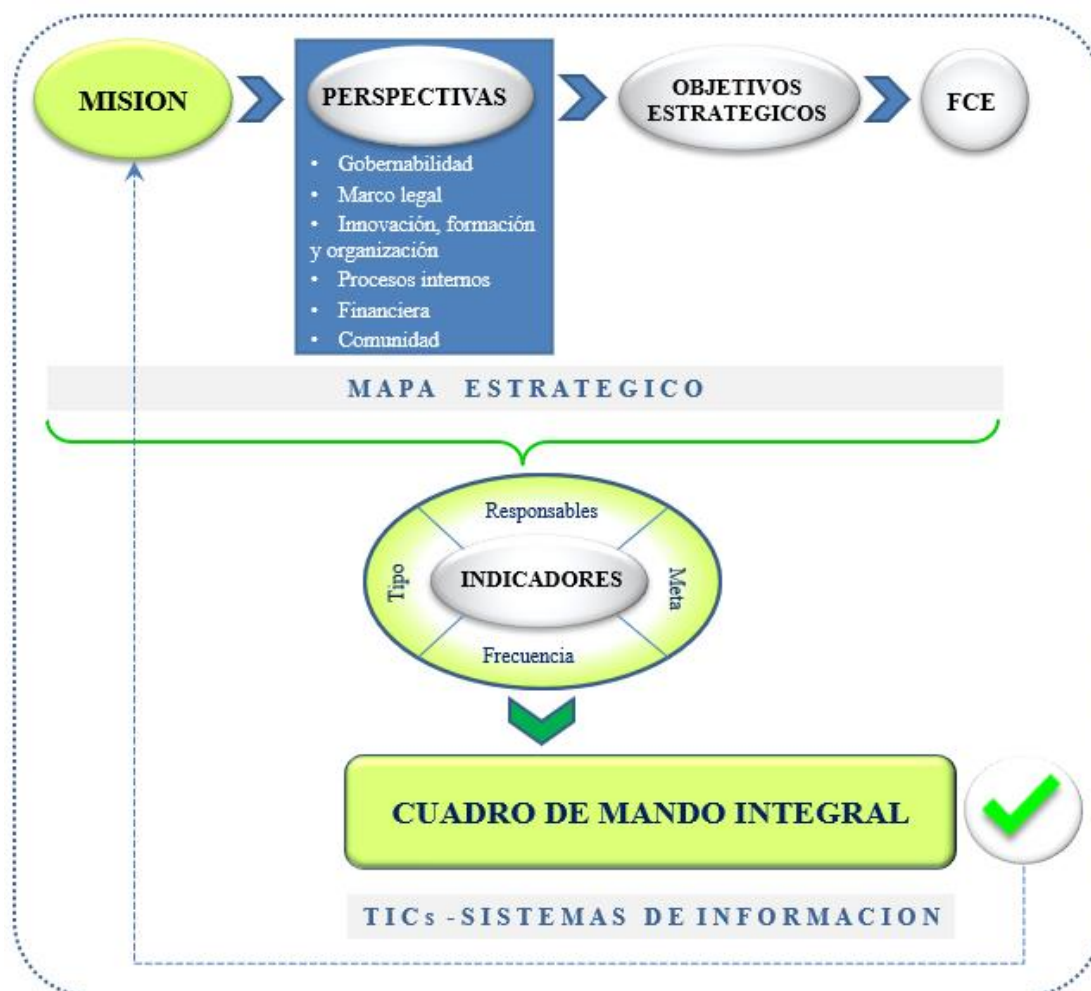 MISION
PERSPECTIVAS
• Gobernabilidad
• Marco legal
• Innovación, formación
y organización
• Procesos internos
• Financiera
• Comunidad
OBJETIVOS
ESTRATEGICOS
FCE
MAPA ESTRATEGICO
Responsables
Tipo
INDICADORES
Meta
Frecuencia
CUADRO DE MANDO INTEGRAL
TICs -SISTEMAS DE INFORMACION